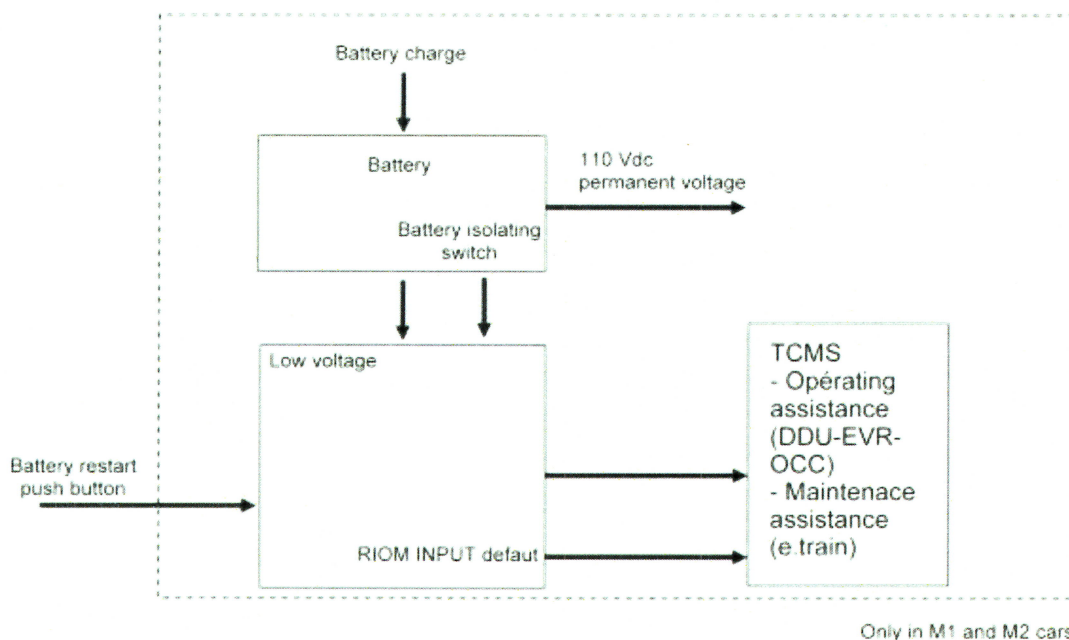 Battery charge
Battery
110 Vdc
permanent voltage
Battery isolating
switch
Low voltage
TCMS
- Opérating
assistance
(DDU-EVR-
OCC)
- Maintenace
assistance
(e.train)
Battery restart
push button
RIOM INPUT defaut
Only in M1 and M2 cars